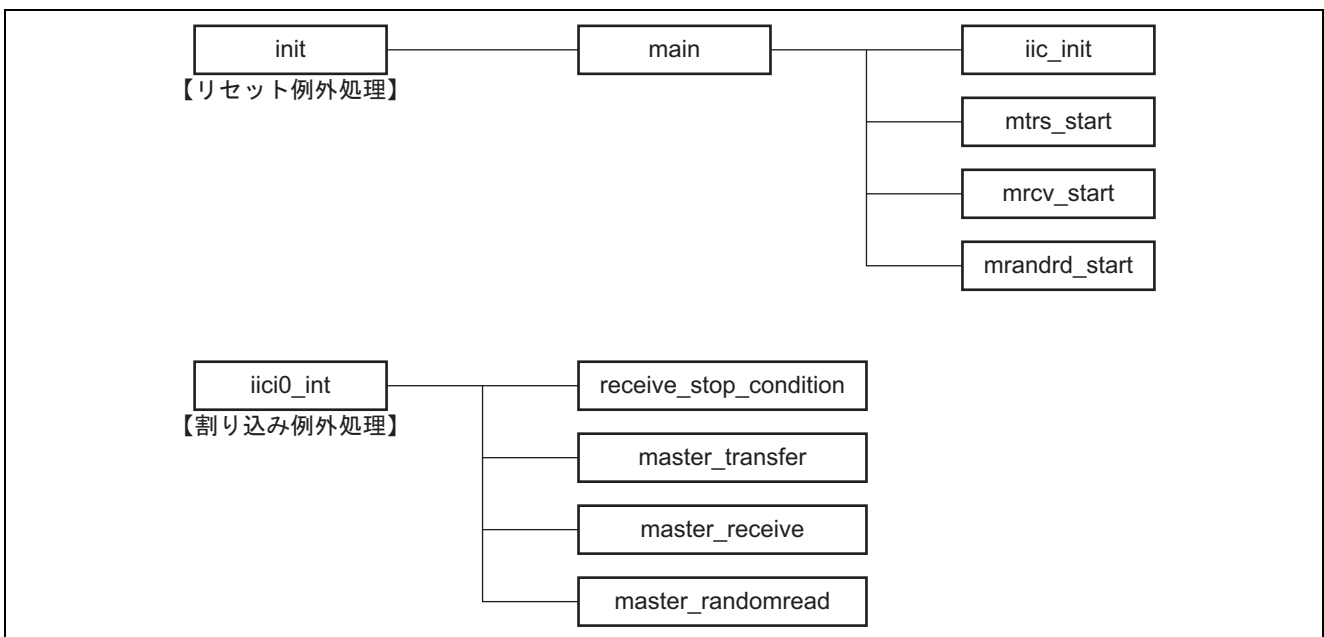 init
main
iic_init
【リセット例外処理】
mtrs_start
mrcv_start
mrandrd_start
iici0_int
receive_stop_condition
【割り込み例外処理】
master_transfer
master_receive
master_randomread